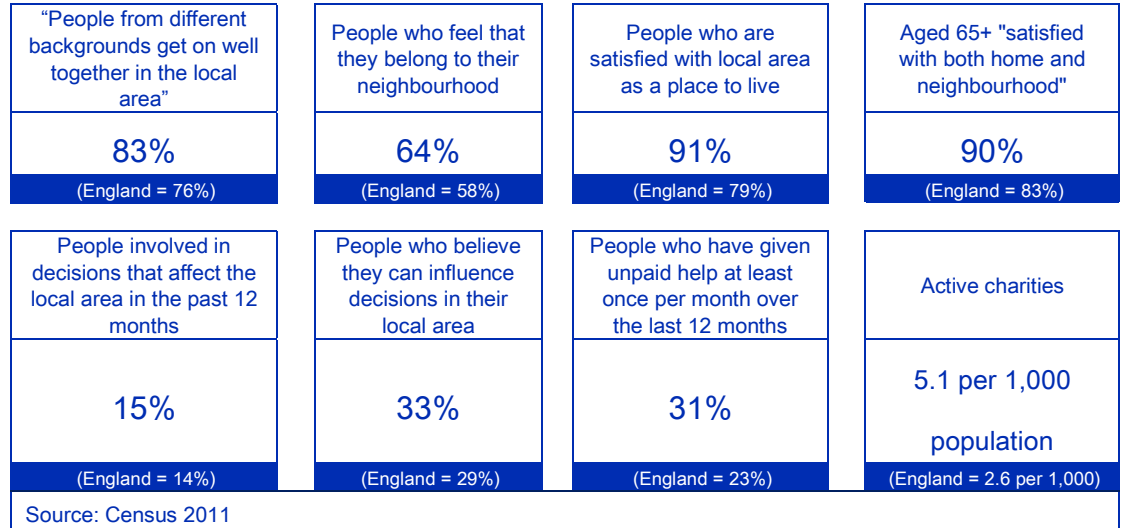 “People from different
backgrounds get on well
together in the local
area”
83%
(England = 76%)
People who feel that
they belong to their
neighbourhood
64%
(England = 58%)
People who are
satisfied with local area
as a place to live
91%
(England = 79%)
Aged 65+ "satisfied
with both home and
neighbourhood"
90%
(England = 83%)
People involved in
decisions that affect the
local area in the past 12
months
15%
(England = 14%)
People who believe
they can influence
decisions in their
local area
33%
(England = 29%)
People who have given
unpaid help at least
once per month over
the last 12 months
31%
(England = 23%)
Active charities
5.1 per 1,000
population
(England = 2.6 per 1,000)
Source: Census 2011